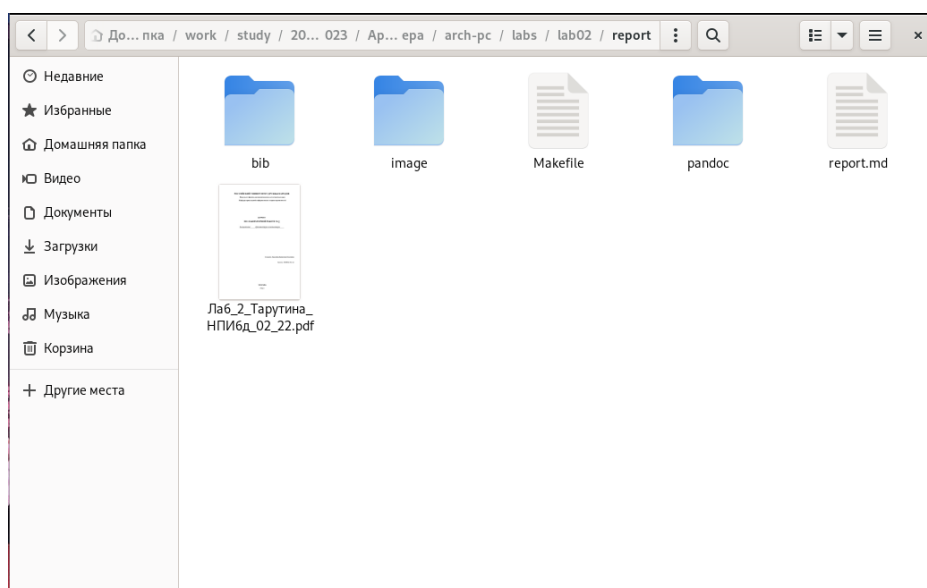 До... пка / work / study / 20... 023 / Ар... ера / arch-pc / labs / lab02 / report
Недавние
Избранные
Домашняя папка
Видео
Документы
Загрузки
Изображения
Музыка
Корзина
Другие места
bib
image
Makefile
pandoc
report.md
Лаб_2_Тарутина_
НПИбд_02_22.pdf